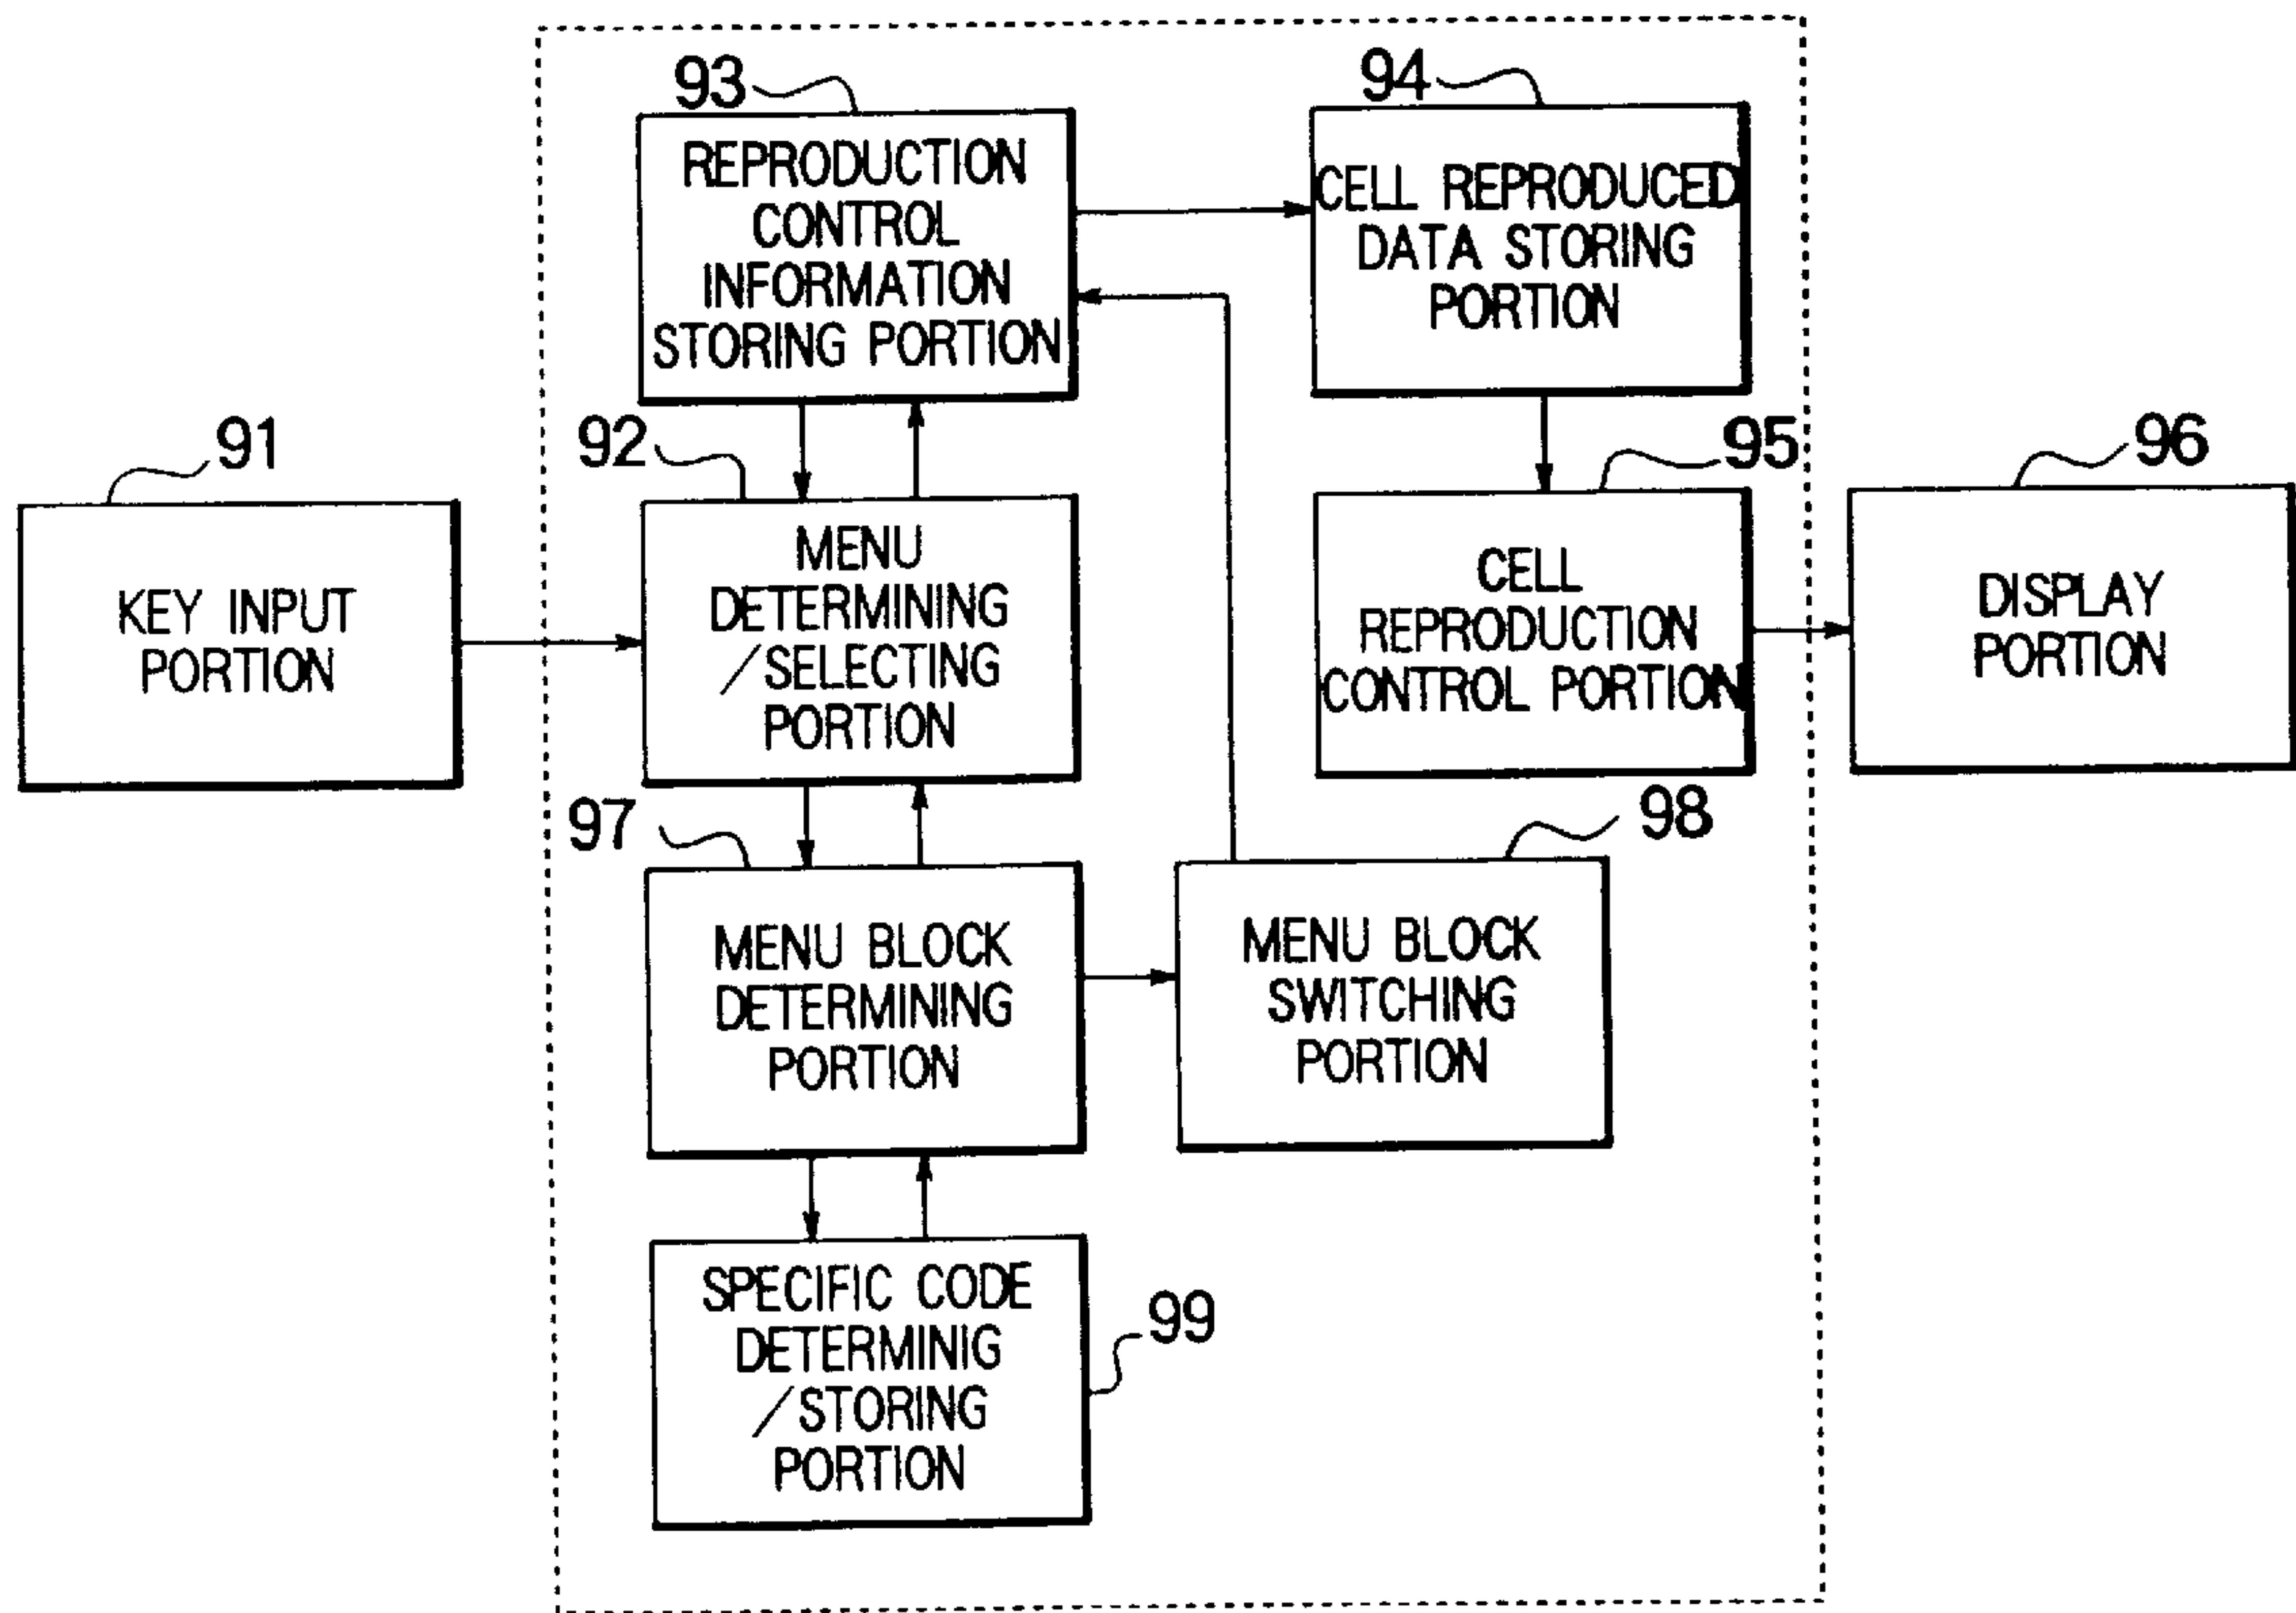 93
REPRODUCTION
CONTROL
INFORMATION
STORING PORTION
94
CELL REPRODUCED
DATA STORING
PORTION
91
KEY INPUT
PORTION
92
MENU
DETERMINING
/SELECTING
PORTION
95
CELL
REPRODUCTION
CONTROL PORTION
96
DISPLAY
PORTION
97
MENU BLOCK
DETERMINING
PORTION
98
MENU BLOCK
SWITCHING
PORTION
99
SPECIFIC CODE
DETERMINIG
/STORING
PORTION